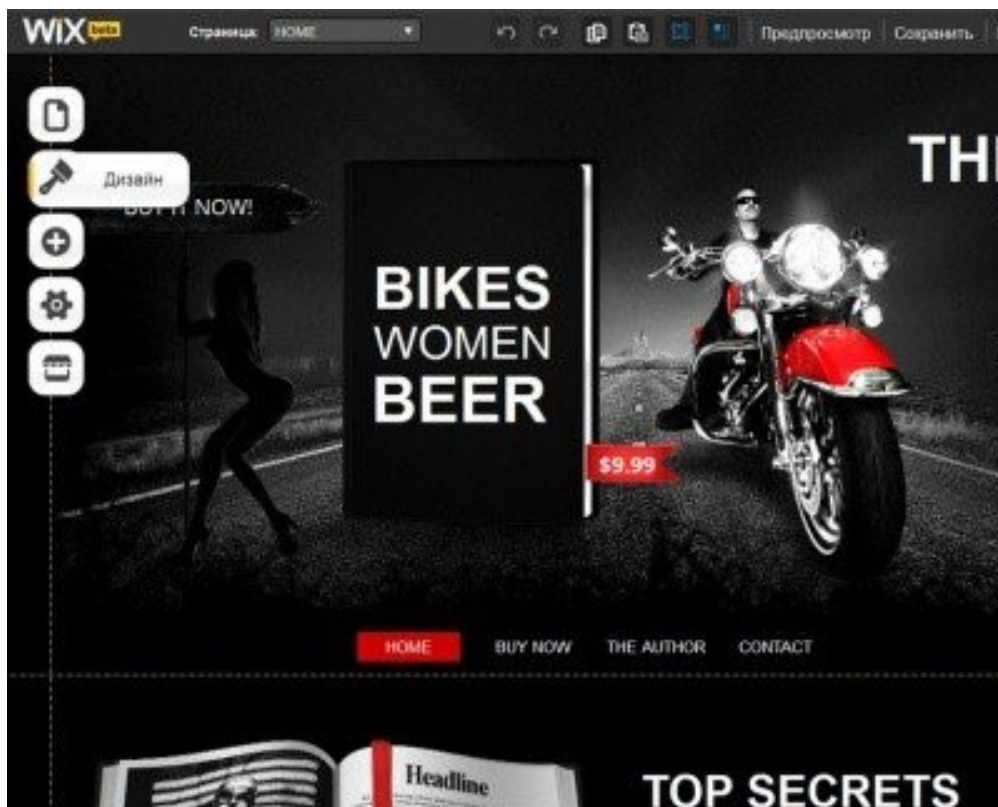 WiX beta
Страница: HOME
Предпросмотр Сохранить
Дизайн
BUY IT NOW!
BIKES
WOMEN
BEER
$9.99
HOME BUY NOW THE AUTHOR CONTACT
Headline
TOP SECRETS